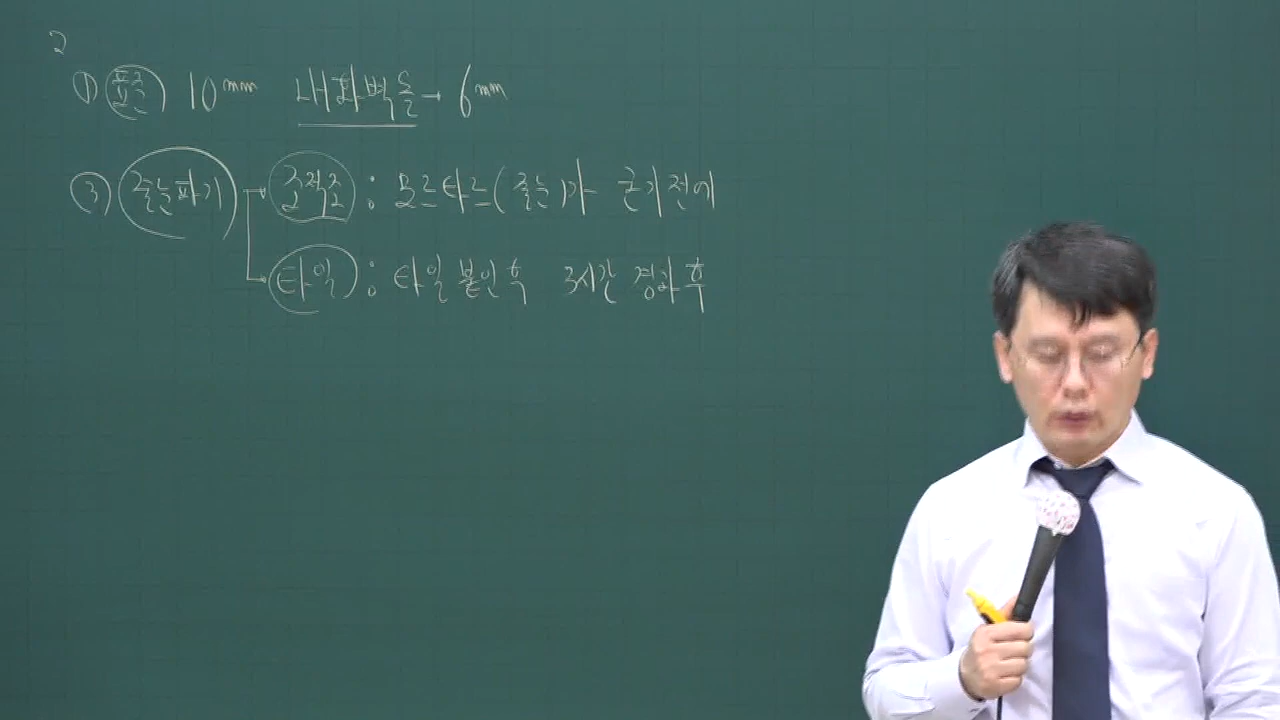 2
① 표준 10mm 내화벽돌 → 6mm
③ 줄눈파기 → 조적조 : 모르타르(줄눈)가 굳기전에
→ 타일 : 타일 붙인 후 3시간 경과 후